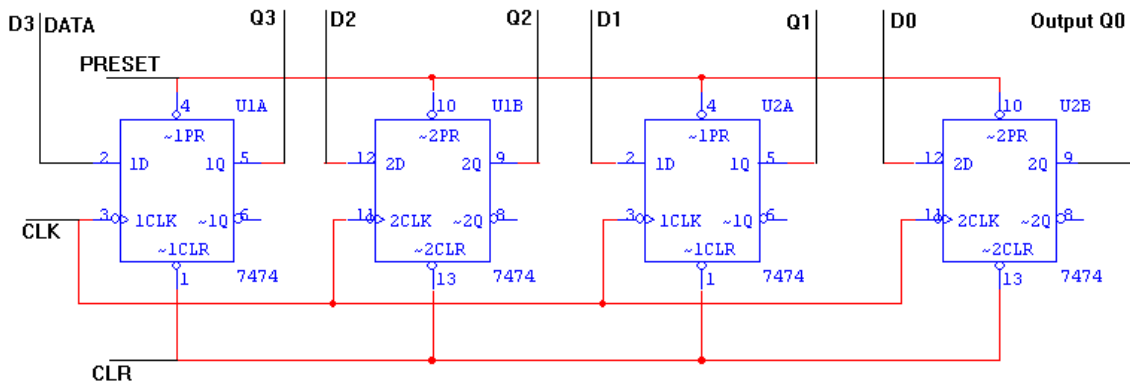 D3 DATA Q3 D2 Q2 D1 Q1 D0 Output Q0
PRESET
4 U1A 10 U1B 4 U2A 10 U2B
~1PR ~2PR ~1PR ~2PR
2 1D 1Q 5 12 2D 2Q 9 2 1D 1Q 5 12 2D 2Q 9
3 1CLK ~1Q 6 11 2CLK ~2Q 8 3 1CLK ~1Q 6 11 2CLK ~2Q 8
CLK
~1CLR ~2CLR ~1CLR ~2CLR
1 7474 13 7474 1 7474 13 7474
CLR